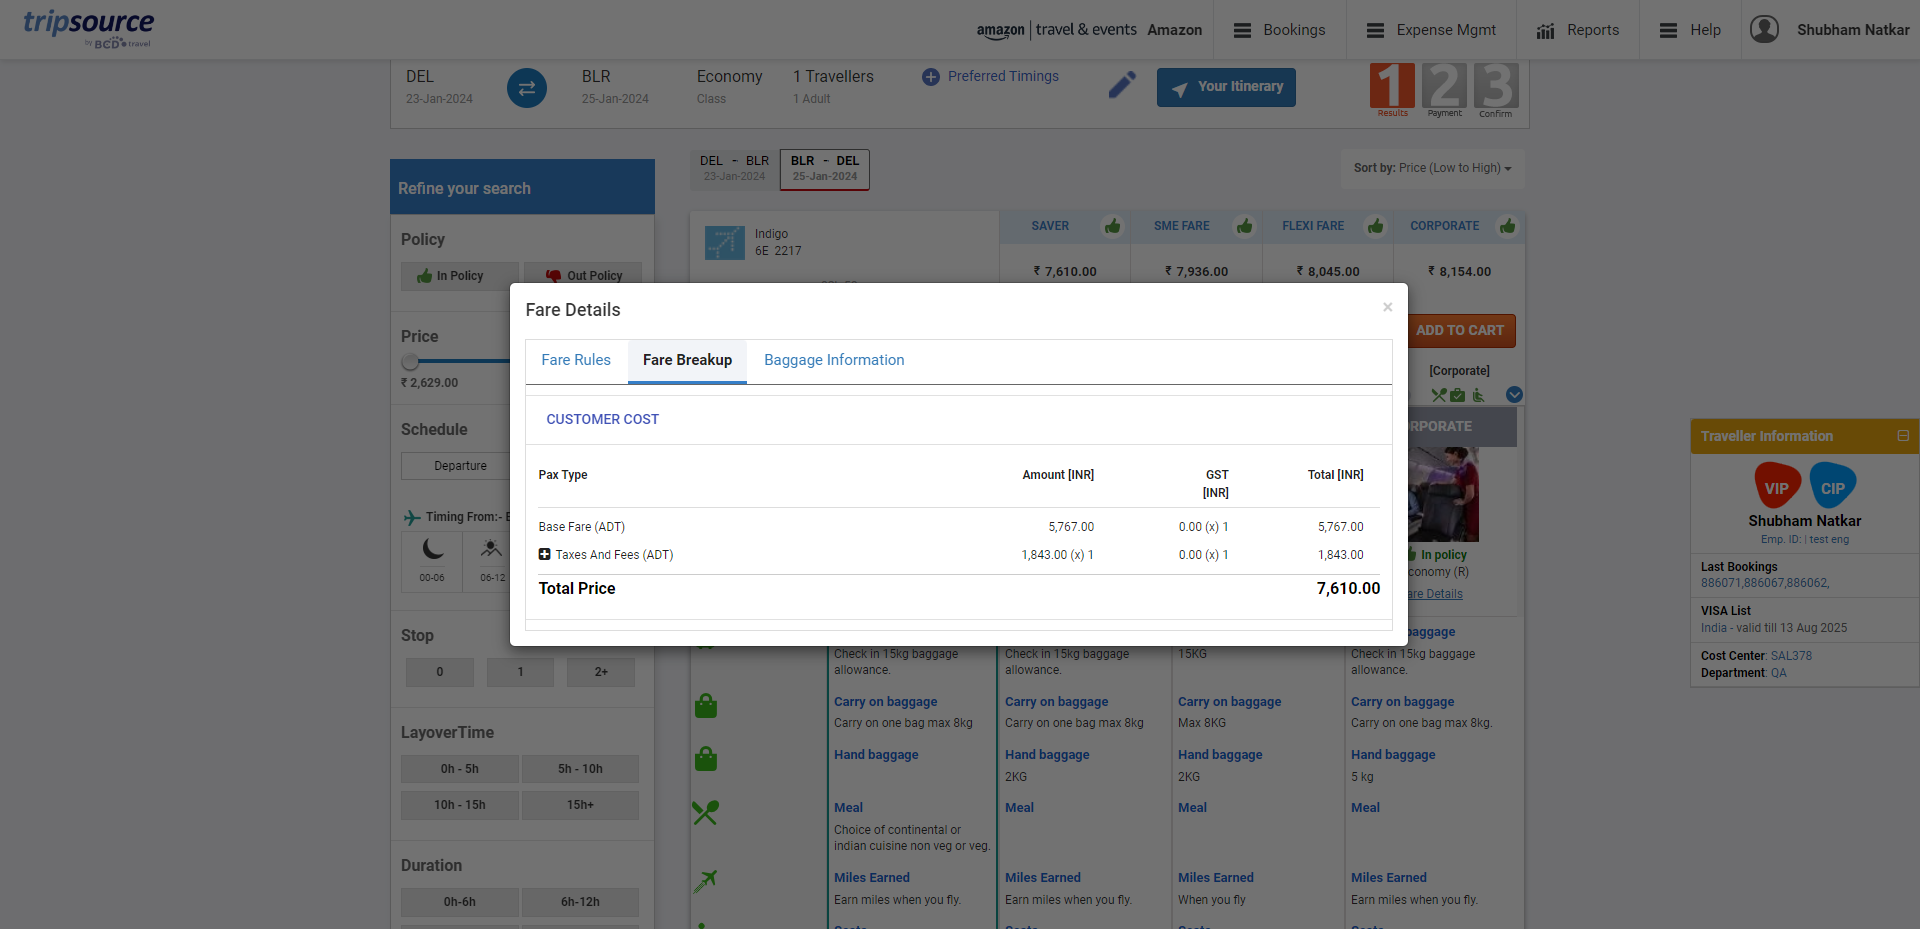 tripsource
by BCD travel
amazon | travel & events Amazon
Bookings
Expense Mgmt
Reports
Help
Shubham Natkar
DEL
23-Jan-2024
BLR
25-Jan-2024
Economy
Class
1 Travellers
1 Adult
Preferred Timings
Your Itinerary
1 2 3
Results Payment Confirm
Refine your search
Policy
In Policy Out Policy
Price
₹ 2,629.00
Schedule
Departure
Timing From:-
00-06 06-12
Stop
0 1 2+
LayoverTime
0h - 5h 5h - 10h
10h - 15h 15h+
Duration
0h-6h 6h-12h
DEL - BLR
23-Jan-2024
BLR - DEL
25-Jan-2024
Sort by: Price (Low to High)
Indigo
6E 2217
SAVER SME FARE FLEXI FARE CORPORATE
₹ 7,610.00 ₹ 7,936.00 ₹ 8,045.00 ₹ 8,154.00
ADD TO CART
[Corporate]
Fare Details
×
Fare Rules Fare Breakup Baggage Information
CUSTOMER COST
Pax Type Amount [INR] GST [INR] Total [INR]
Base Fare (ADT) 5,767.00 0.00 (x) 1 5,767.00
Taxes And Fees (ADT) 1,843.00 (x) 1 0.00 (x) 1 1,843.00
Total Price 7,610.00
RPORATE
In policy
conomy (R)
are Details
baggage
Check in 15kg baggage allowance. Check in 15kg baggage allowance. 15KG Check in 15kg baggage allowance.
Carry on baggage Carry on baggage Carry on baggage Carry on baggage
Carry on one bag max 8kg Carry on one bag max 8kg Max 8KG Carry on one bag max 8kg.
Hand baggage Hand baggage Hand baggage Hand baggage
2KG 2KG 5 kg
Meal Meal Meal Meal
Choice of continental or
indian cuisine non veg or veg.
Miles Earned Miles Earned Miles Earned Miles Earned
Earn miles when you fly. Earn miles when you fly. When you fly Earn miles when you fly.
Traveller Information
VIP CIP
Shubham Natkar
Emp. ID: | test eng
Last Bookings
886071,886067,886062,
VISA List
India - valid till 13 Aug 2025
Cost Center: SAL378
Department: QA